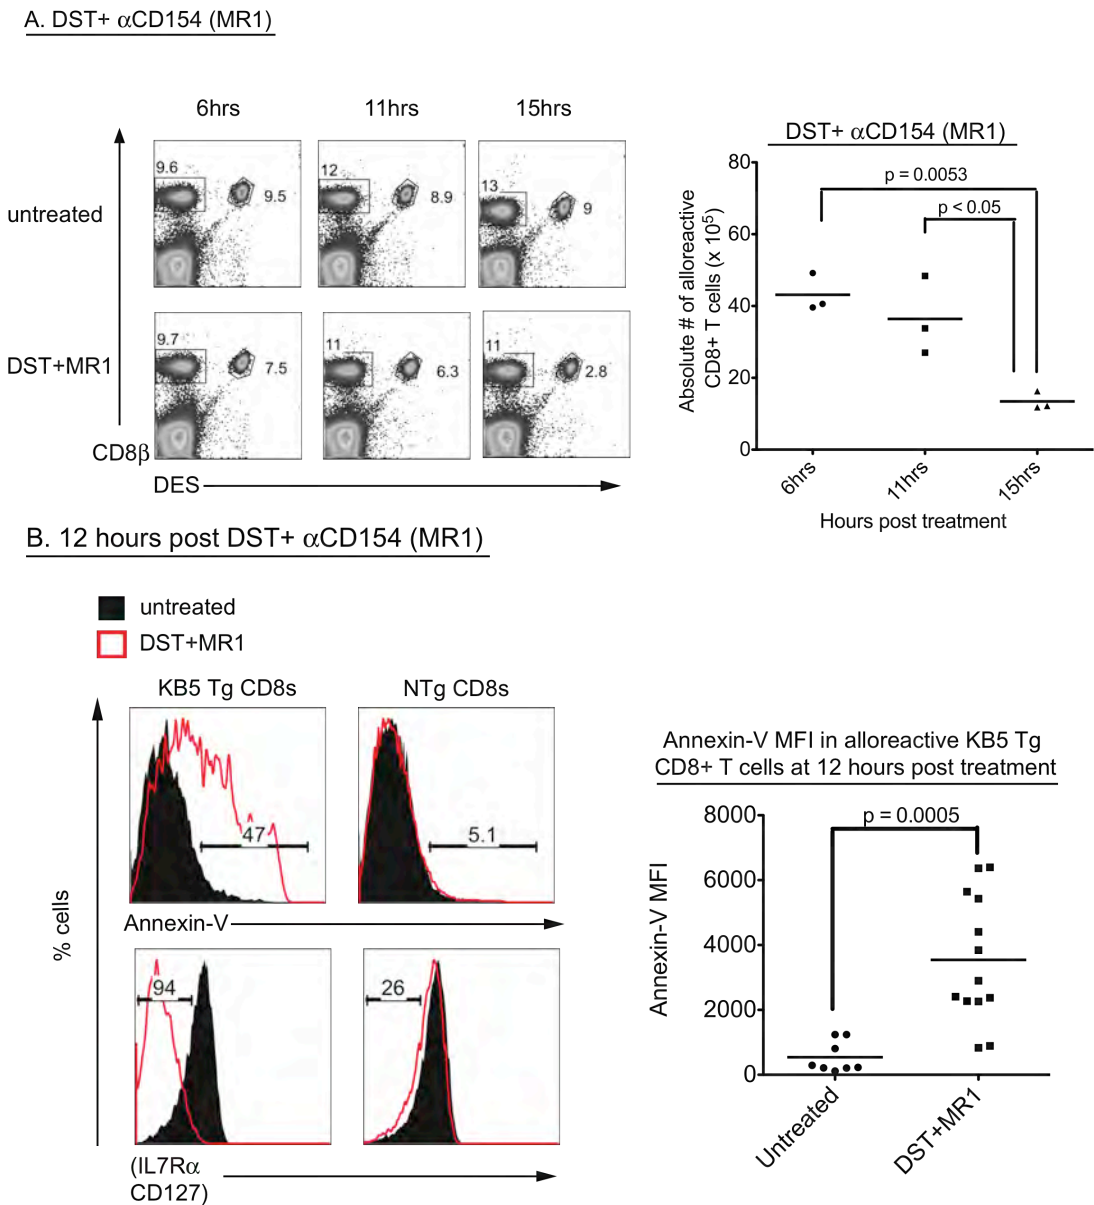 A. DST+ αCD154 (MR1)
6hrs 11hrs 15hrs
untreated
9.6 9.5 12 8.9 13 9
DST+MR1
9.7 7.5 11 6.3 11 2.8
CD8β
DES
DST+ αCD154 (MR1)
Absolute # of alloreactive
CD8+ T cells (x 10⁵)
80
60
40
20
0
p = 0.0053
p < 0.05
6hrs 11hrs 15hrs
Hours post treatment
B. 12 hours post DST+ αCD154 (MR1)
untreated
DST+MR1
KB5 Tg CD8s NTg CD8s
% cells
47 5.1
Annexin-V
94 26
(IL7Rα
CD127)
Annexin-V MFI in alloreactive KB5 Tg
CD8+ T cells at 12 hours post treatment
Annexin-V MFI
8000
6000
4000
2000
0
p = 0.0005
Untreated DST+MR1